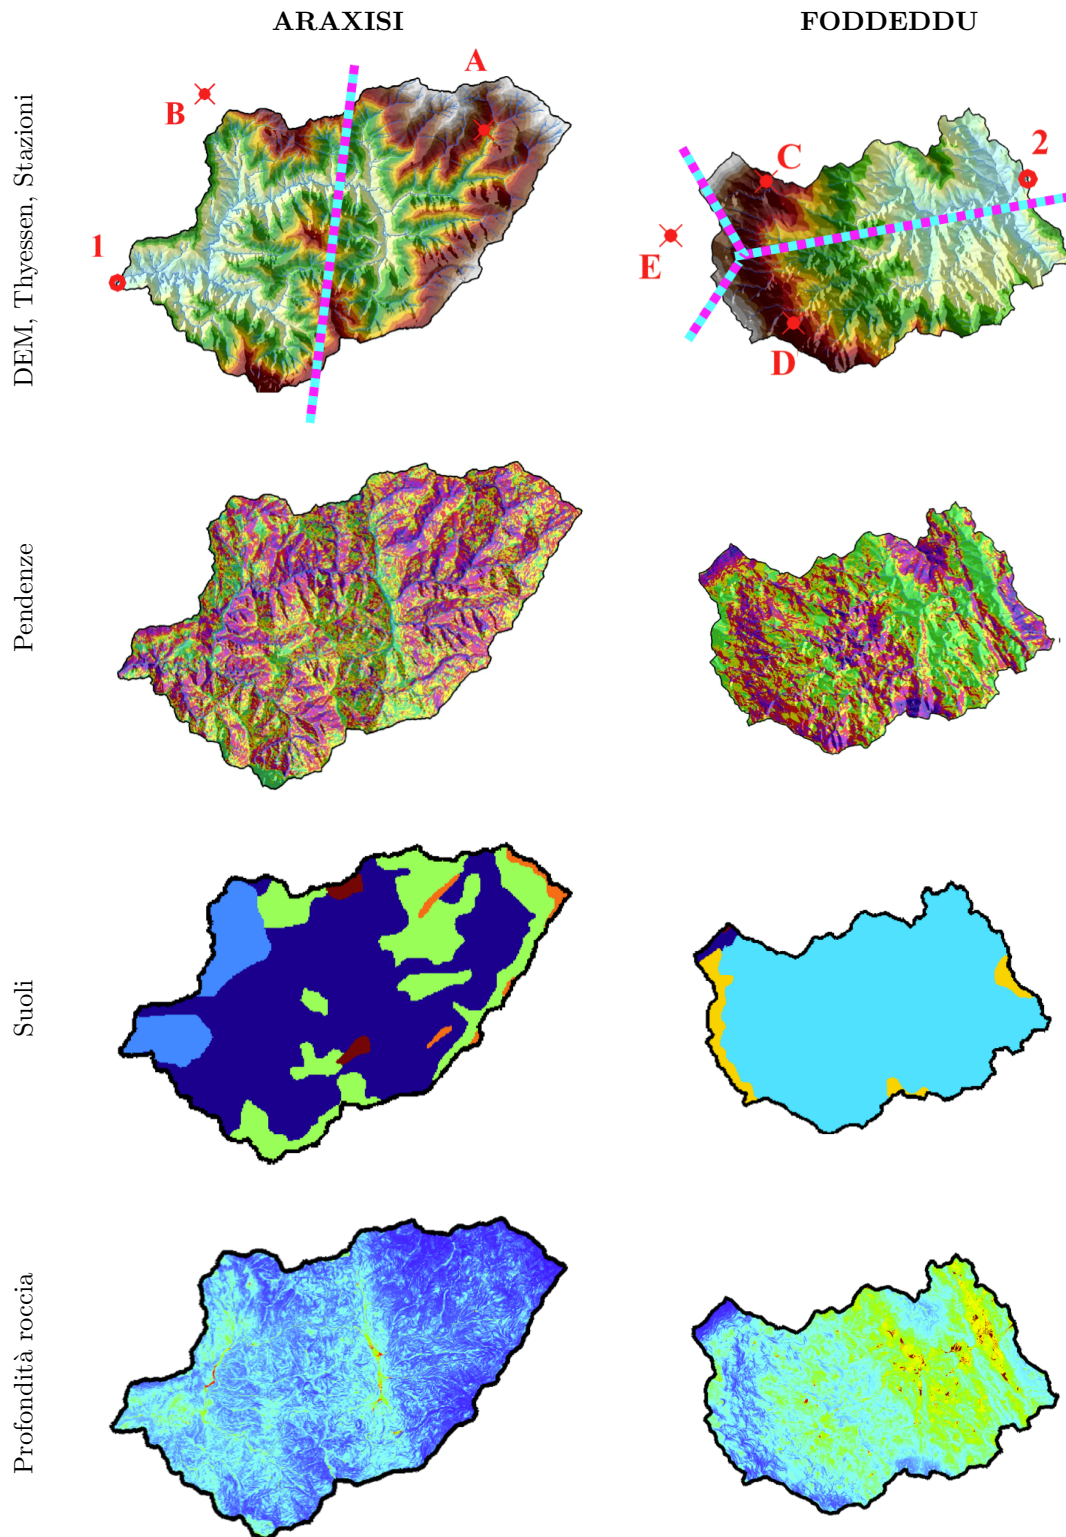 ARAXISI
FODDEDDU
DEM, Thyessen, Stazioni
A
B
1
C
2
E
D
Pendenze
Suoli
Profondità roccia